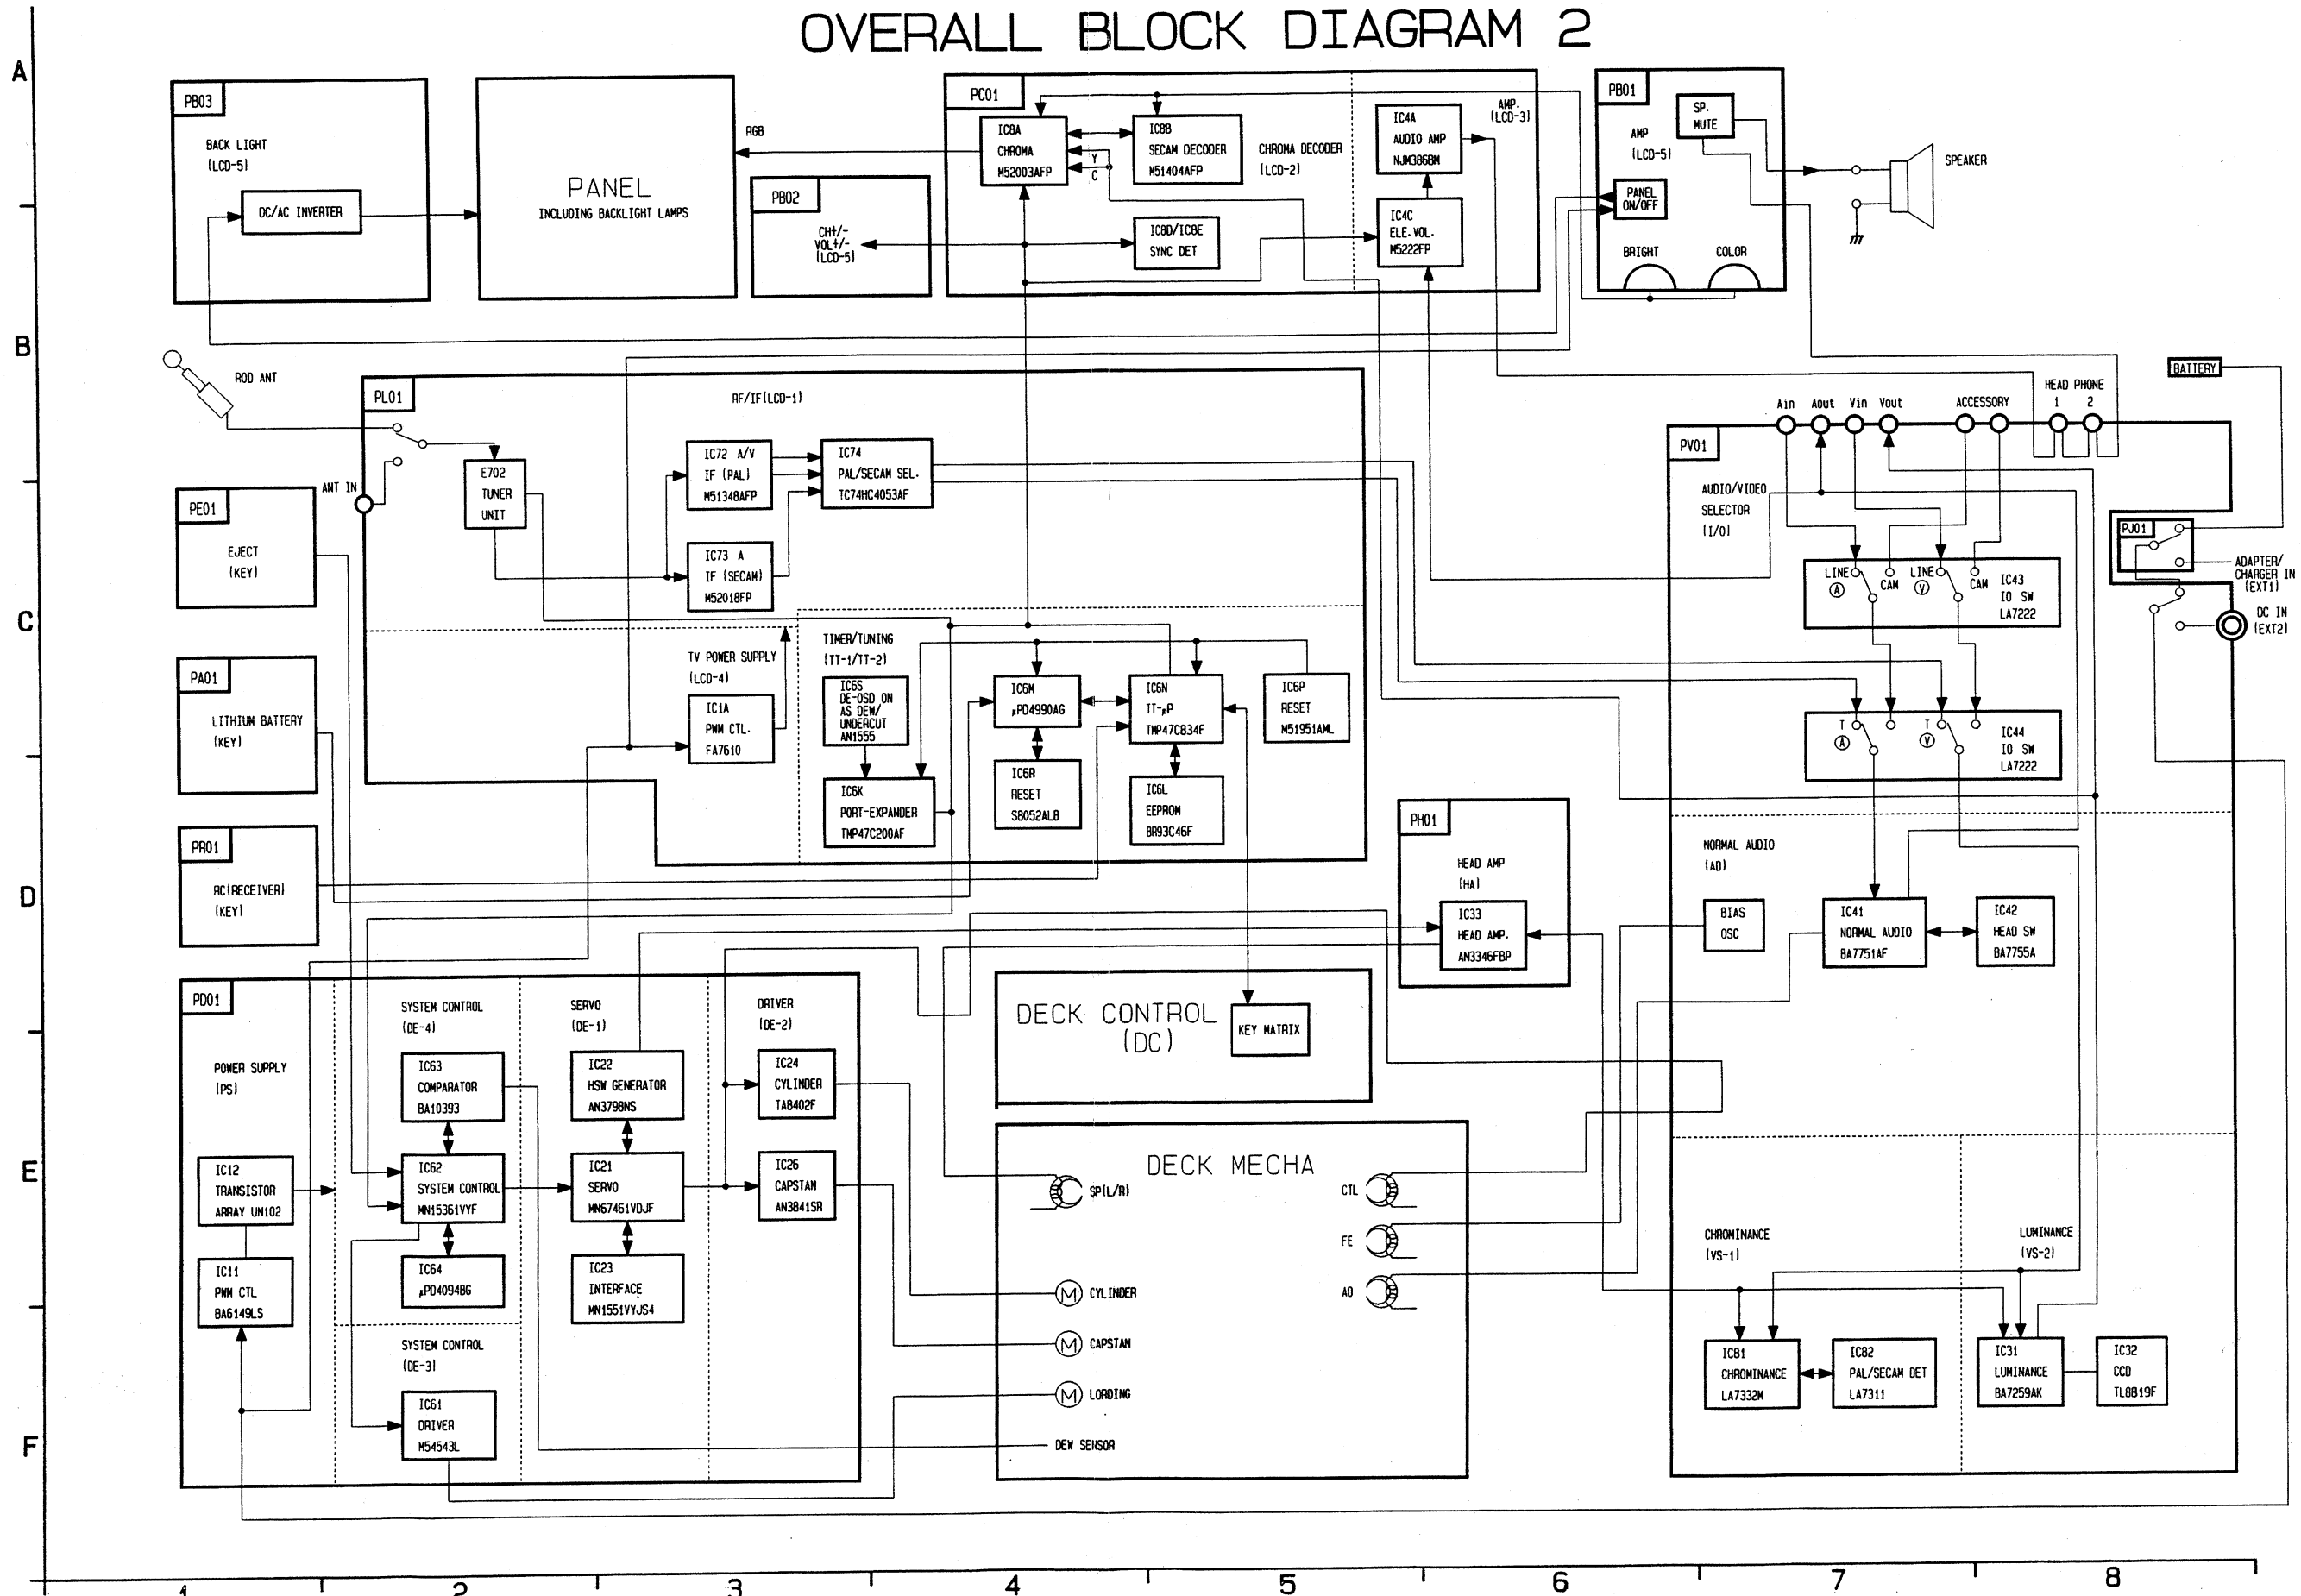 OVERALL BLOCK DIAGRAM 2
A
B
C
D
E
F
PB03
BACK LIGHT
(LCD-5)
DC/AC INVERTER
PANEL
INCLUDING BACKLIGHT LAMPS
RGB
PB02
CH+/-
VOL+/-
(LCD-5)
PC01
IC8A
CHROMA
M52003AFP
Y
C
IC8B
SECAM DECODER
M51404AFP
CHROMA DECODER
(LCD-2)
IC8D/IC8E
SYNC DET
IC4A
AUDIO AMP
NJM386BM
AMP.
(LCD-3)
IC4C
ELE.VOL.
M5222FP
PB01
SP.
MUTE
AMP
(LCD-5)
PANEL
ON/OFF
BRIGHT
COLOR
SPEAKER
ROD ANT
ANT IN
PL01
RF/IF(LCD-1)
E702
TUNER
UNIT
IC72 A/V
IF (PAL)
M51348AFP
IC74
PAL/SECAM SEL.
TC74HC4053AF
IC73 A
IF (SECAM)
M52018FP
TV POWER SUPPLY
(LCD-4)
IC1A
PWM CTL.
FA7610
TIMER/TUNING
(TT-1/TT-2)
IC6S
DE-OSD ON
AS DEW/
UNDERCUT
AN1555
IC6K
PORT-EXPANDER
TMP47C200AF
IC6M
μPD4990AG
IC6R
RESET
S8052ALB
IC6N
TT-μP
TMP47C834F
IC6L
EEPROM
BR93C46F
IC6P
RESET
M51951AML
PE01
EJECT
(KEY)
PA01
LITHIUM BATTERY
(KEY)
PR01
RC(RECEIVER)
(KEY)
BATTERY
HEAD PHONE
1 2
Ain Aout Vin Vout ACCESSORY
PV01
AUDIO/VIDEO
SELECTOR
(I/O)
LINE
A
CAM
LINE
V
CAM
IC43
IO SW
LA7222
T
A
T
V
IC44
IO SW
LA7222
PJ01
ADAPTER/
CHARGER IN
(EXT1)
DC IN
(EXT2)
PH01
HEAD AMP
(HA)
IC33
HEAD AMP.
AN3346FBP
NORMAL AUDIO
(AD)
BIAS
OSC
IC41
NORMAL AUDIO
BA7751AF
IC42
HEAD SW
BA7755A
PD01
POWER SUPPLY
(PS)
IC12
TRANSISTOR
ARRAY UN102
IC11
PWM CTL
BA6149LS
SYSTEM CONTROL
(DE-4)
IC63
COMPARATOR
BA10393
IC62
SYSTEM CONTROL
MN15361VYF
IC64
μPD4094BG
SYSTEM CONTROL
(DE-3)
IC61
DRIVER
M54543L
SERVO
(DE-1)
IC22
HSW GENERATOR
AN3798NS
IC21
SERVO
MN67461VDJF
IC23
INTERFACE
MN1551VYJS4
DRIVER
(DE-2)
IC24
CYLINDER
TA8402F
IC26
CAPSTAN
AN3841SR
DECK CONTROL
(DC)
KEY MATRIX
DECK MECHA
SP(L/R)
CTL
FE
AD
M CYLINDER
M CAPSTAN
M LORDING
DEW SENSOR
CHROMINANCE
(VS-1)
IC81
CHROMINANCE
LA7332M
IC82
PAL/SECAM DET
LA7311
LUMINANCE
(VS-2)
IC31
LUMINANCE
BA7259AK
IC32
CCD
TL8819F
1 2 3 4 5 6 7 8